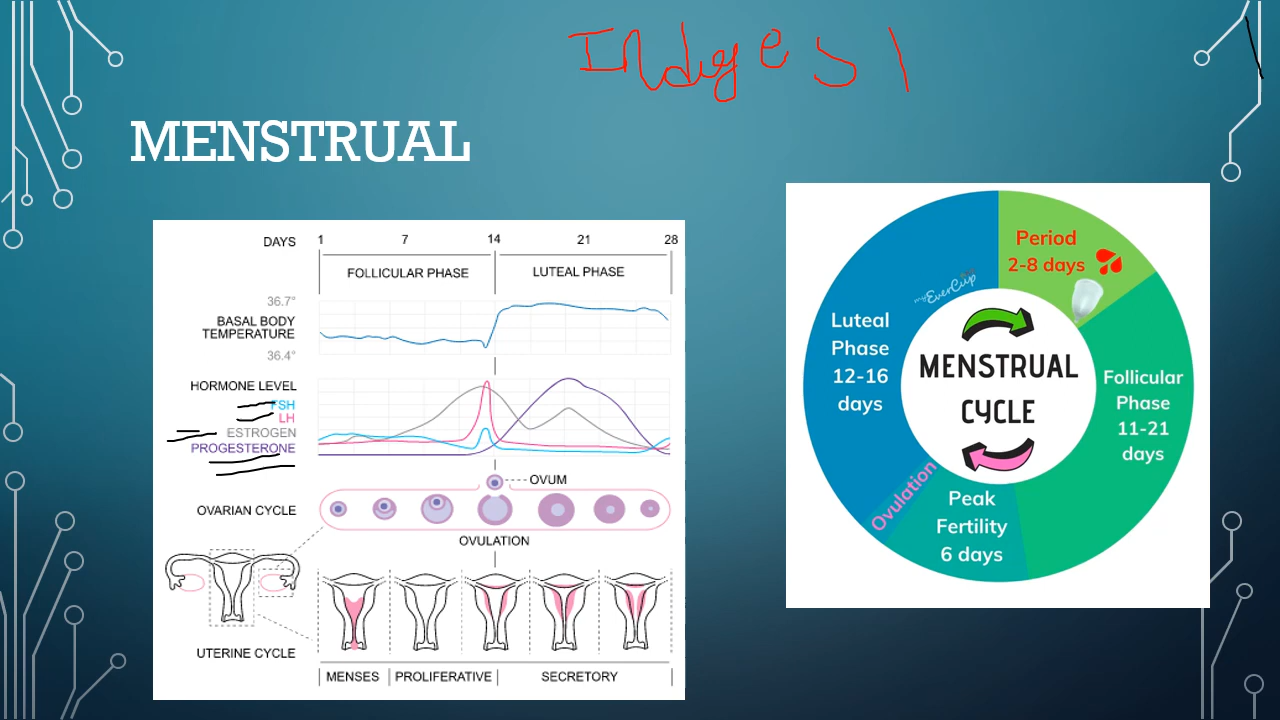 MENSTRUAL
DAYS 1 7 14 21 28
FOLLICULAR PHASE LUTEAL PHASE
36.7°
BASAL BODY
TEMPERATURE
36.4°
HORMONE LEVEL
FSH
LH
ESTROGEN
PROGESTERONE
OVUM
OVARIAN CYCLE
OVULATION
UTERINE CYCLE
MENSES PROLIFERATIVE SECRETORY
Period
2-8 days
myEverCup
Luteal
Phase
12-16
days
MENSTRUAL
CYCLE
Follicular
Phase
11-21
days
Ovulation
Peak
Fertility
6 days